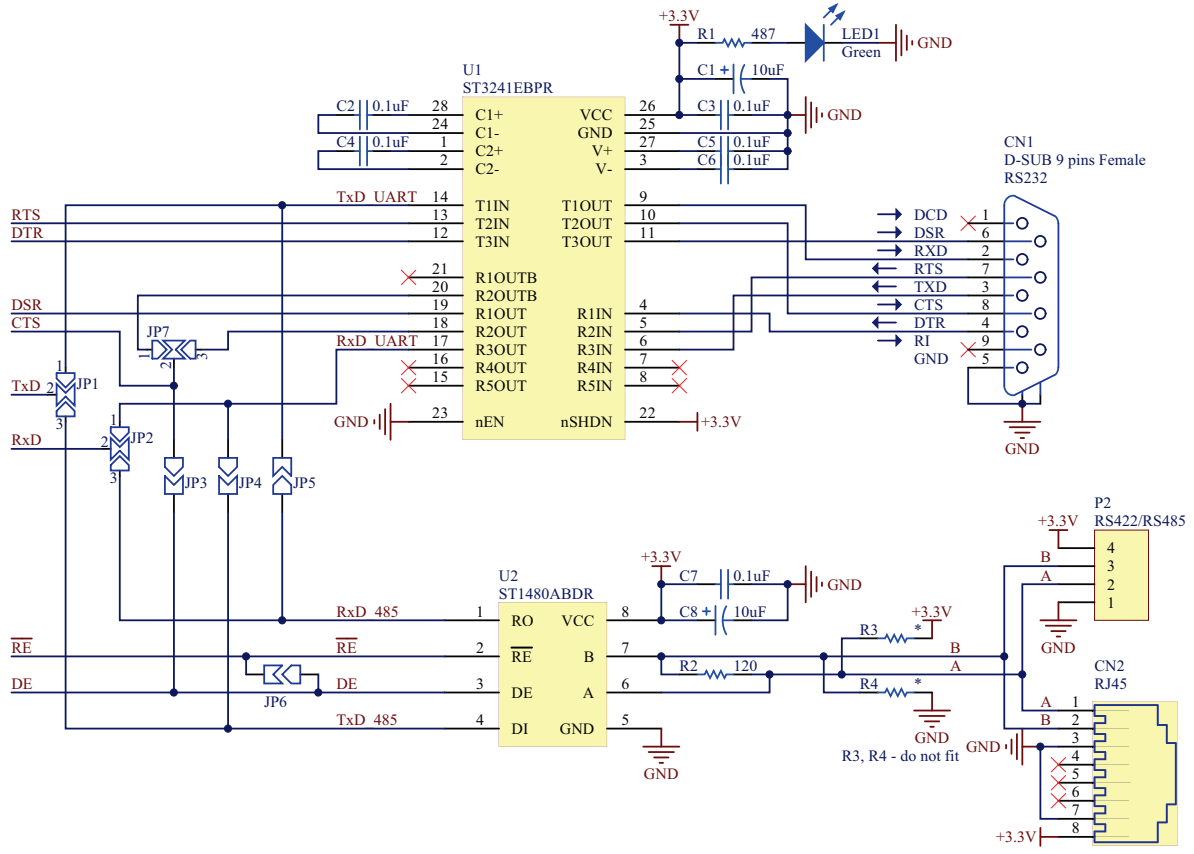 +3.3V
R1 487
LED1
Green
GND
C1 + 10uF
U1
ST3241EBPR
C2 0.1uF
28 C1+
24 C1-
C4 0.1uF
1 C2+
2 C2-
VCC 26
GND 25
V+ 27
V- 3
C3 0.1uF
GND
C5 0.1uF
C6 0.1uF
CN1
D-SUB 9 pins Female
RS232
TxD_UART 14 T1IN
RTS 13 T2IN
DTR 12 T3IN
T1OUT 9
T2OUT 10
T3OUT 11
DCD 1
DSR 6
RXD 2
RTS 7
TXD 3
CTS 8
DTR 4
RI 9
GND 5
GND
21 R1OUTB
20 R2OUTB
DSR 19 R1OUT
CTS 18 R2OUT
RxD_UART 17 R3OUT
16 R4OUT
15 R5OUT
R1IN 4
R2IN 5
R3IN 6
R4IN 7
R5IN 8
GND 23 nEN
nSHDN 22 +3.3V
JP7
1 2 3
TxD
1 2 3 JP1
RxD
1 2 3 JP2
JP3 JP4 JP5
P2
RS422/RS485
+3.3V 4
B 3
A 2
1
GND
U2
ST1480ABDR
+3.3V
C7 0.1uF
C8 + 10uF
GND
RxD_485 1 RO
VCC 8
RE RE 2 RE
B 7
DE DE 3 DE
A 6
JP6
TxD_485 4 DI
GND 5
GND
R2 120
R3 * +3.3V
B
A
R4 *
GND
R3, R4 - do not fit
CN2
RJ45
A 1
B 2
GND 3
4
5
6
7
+3.3V 8